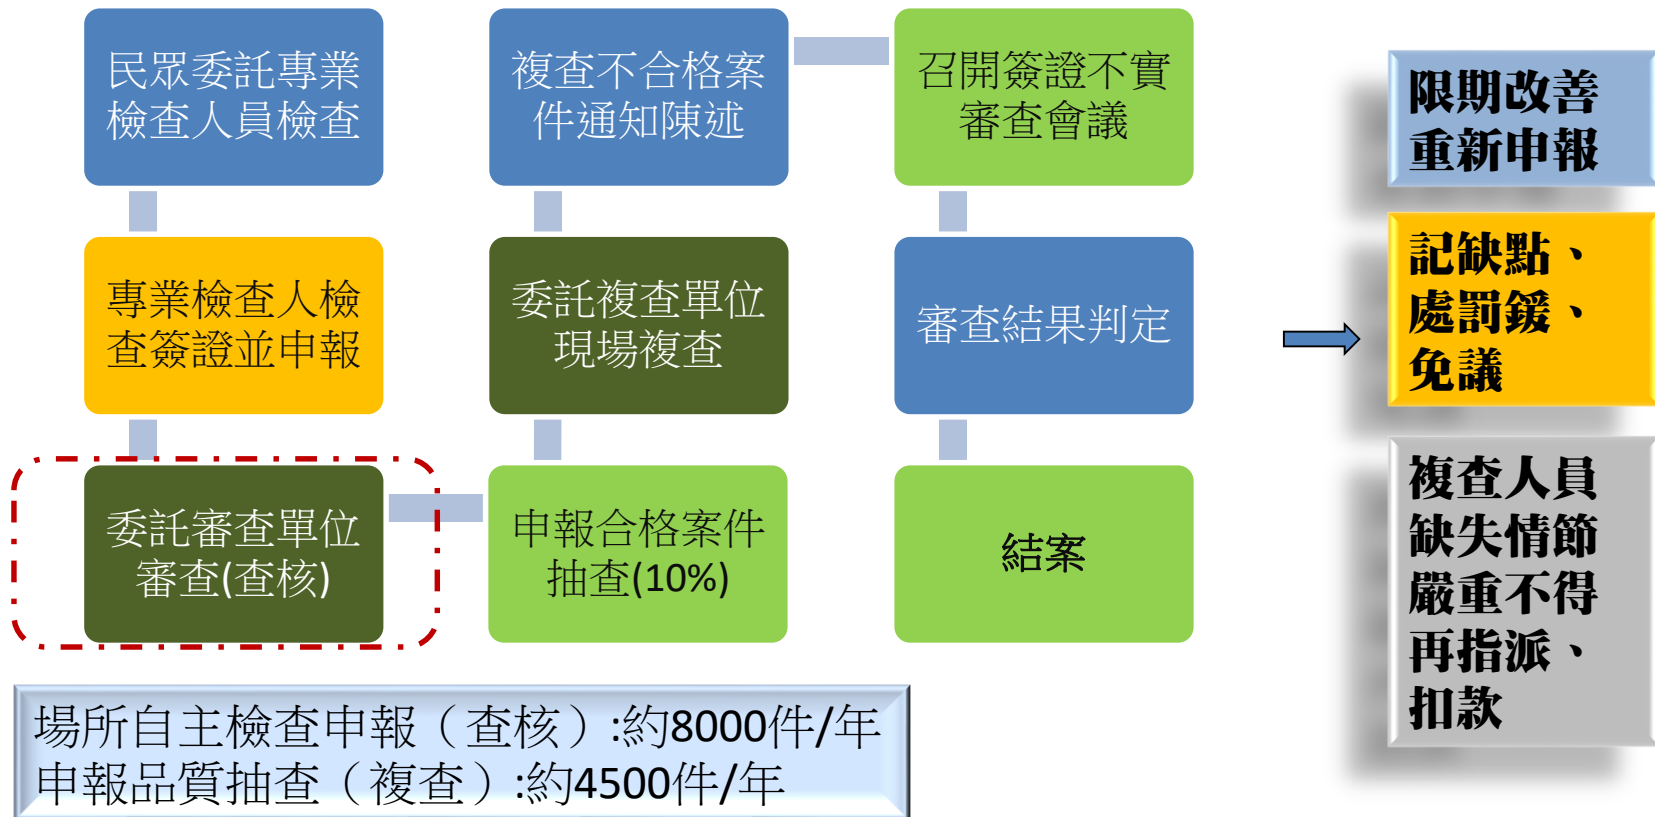 民眾委託專業
檢查人員檢查
專業檢查人檢
查簽證並申報
委託審查單位
審查(查核)
申報合格案件
抽查(10%)
委託複查單位
現場複查
複查不合格案
件通知陳述
召開簽證不實
審查會議
審查結果判定
結案
限期改善
重新申報
記缺點、
處罰鍰、
免議
複查人員
缺失情節
嚴重不得
再指派、
扣款
場所自主檢查申報（查核）:約8000件/年
申報品質抽查（複查）:約4500件/年